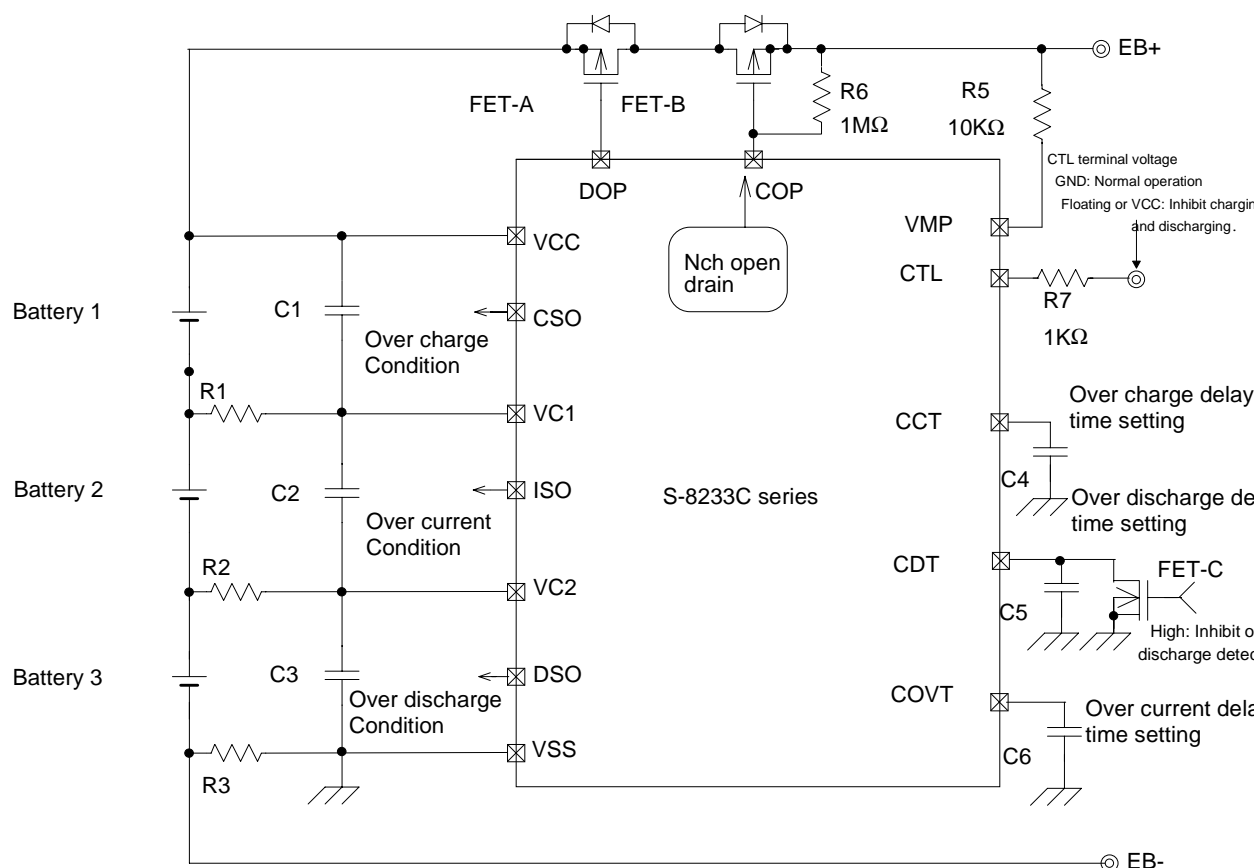 EB+
FET-A
FET-B
R6
1MΩ
R5
10KΩ
DOP
COP
CTL terminal voltage
GND: Normal operation
Floating or VCC: Inhibit chargin
and discharging.
VCC
Nch open
drain
VMP
CTL
R7
1KΩ
Battery 1
C1
CSO
Over charge
Condition
R1
VC1
CCT
Over charge delay
time setting
C4
Battery 2
C2
ISO
Over current
Condition
S-8233C series
Over discharge de
time setting
R2
VC2
CDT
C5
FET-C
High: Inhibit o
discharge detec
Battery 3
C3
DSO
Over discharge
Condition
COVT
Over current dela
time setting
C6
R3
VSS
EB-